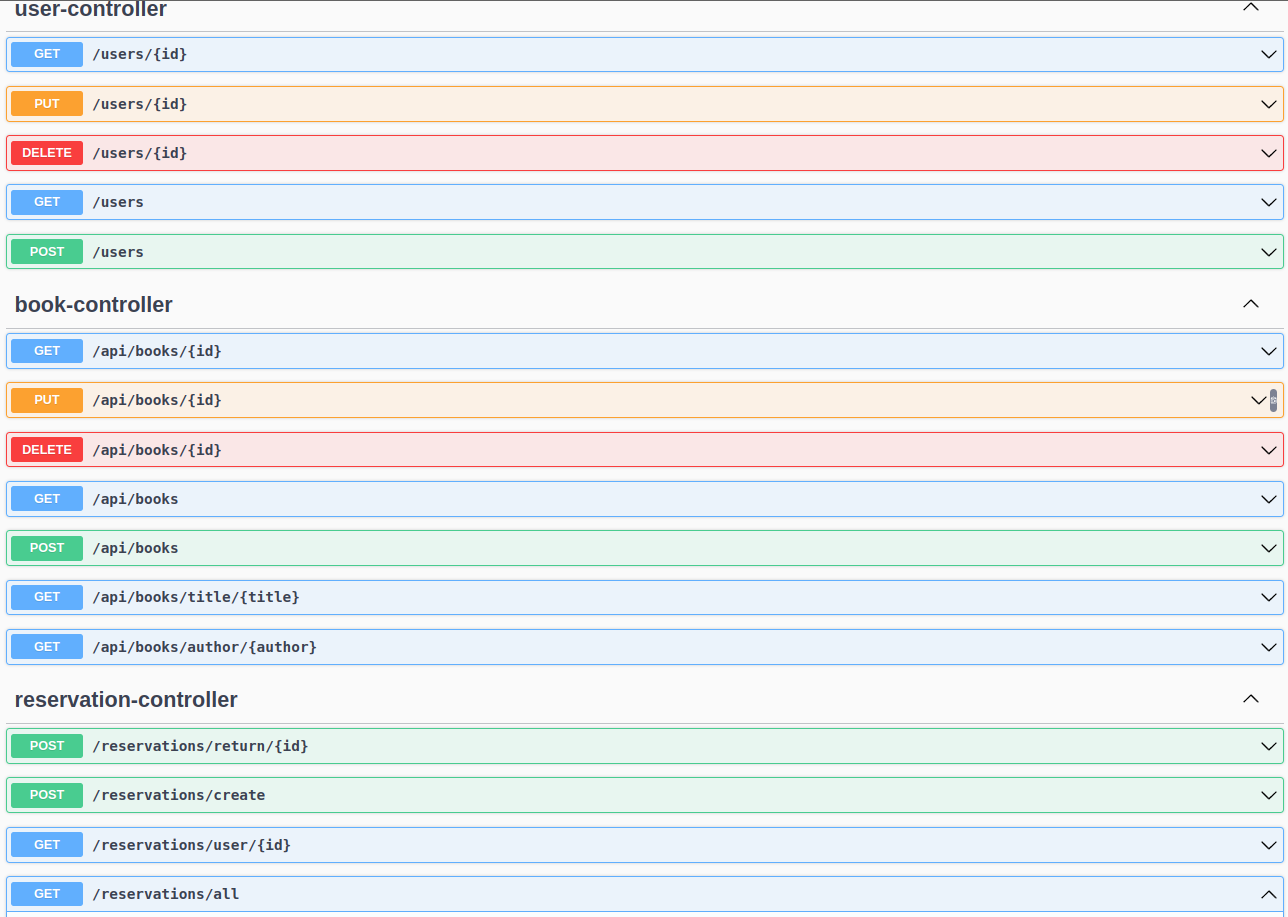 user-controller
GET /users/{id}
PUT /users/{id}
DELETE /users/{id}
GET /users
POST /users
book-controller
GET /api/books/{id}
PUT /api/books/{id}
DELETE /api/books/{id}
GET /api/books
POST /api/books
GET /api/books/title/{title}
GET /api/books/author/{author}
reservation-controller
POST /reservations/return/{id}
POST /reservations/create
GET /reservations/user/{id}
GET /reservations/all